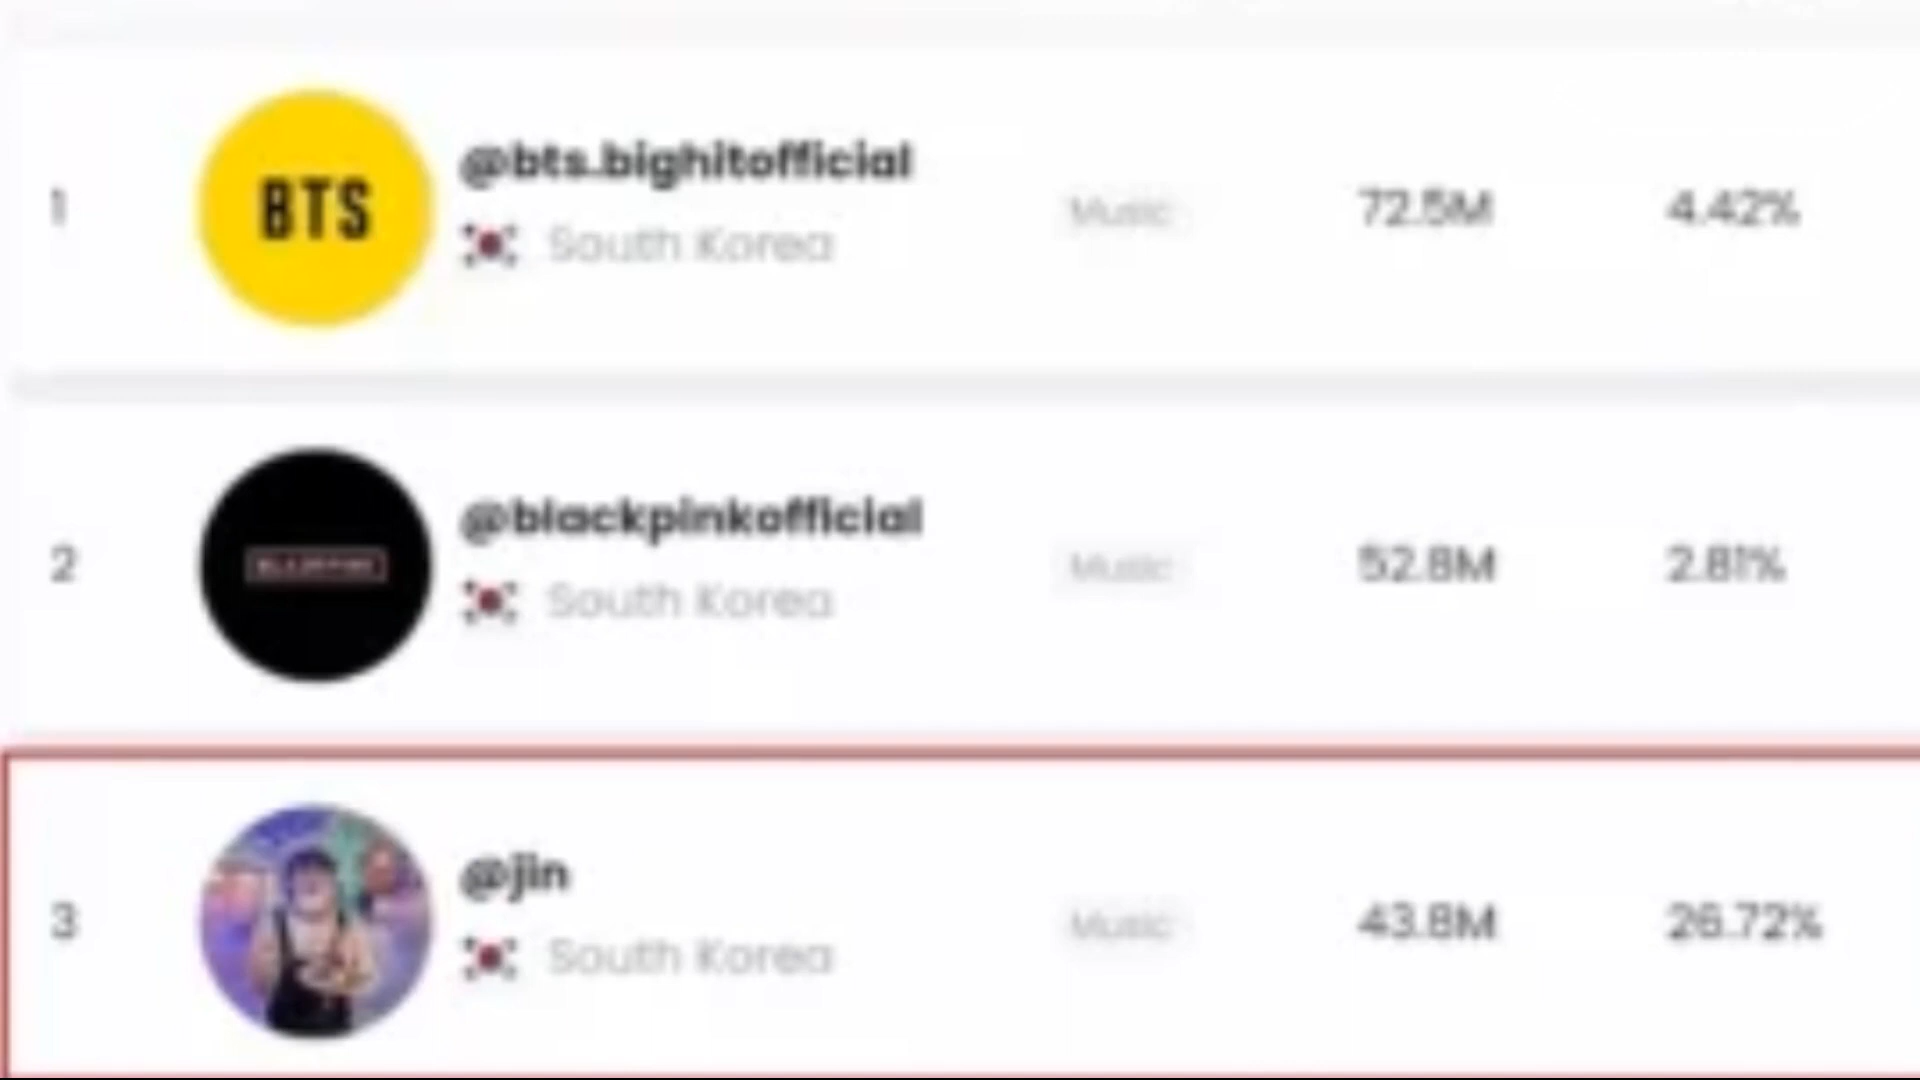 1
BTS
@bts.bighitofficial
South Korea
Music
72.5M
4.42%
2
BLACKPINK
@blackpinkofficial
South Korea
Music
52.8M
2.81%
3
@jin
South Korea
Music
43.8M
26.72%